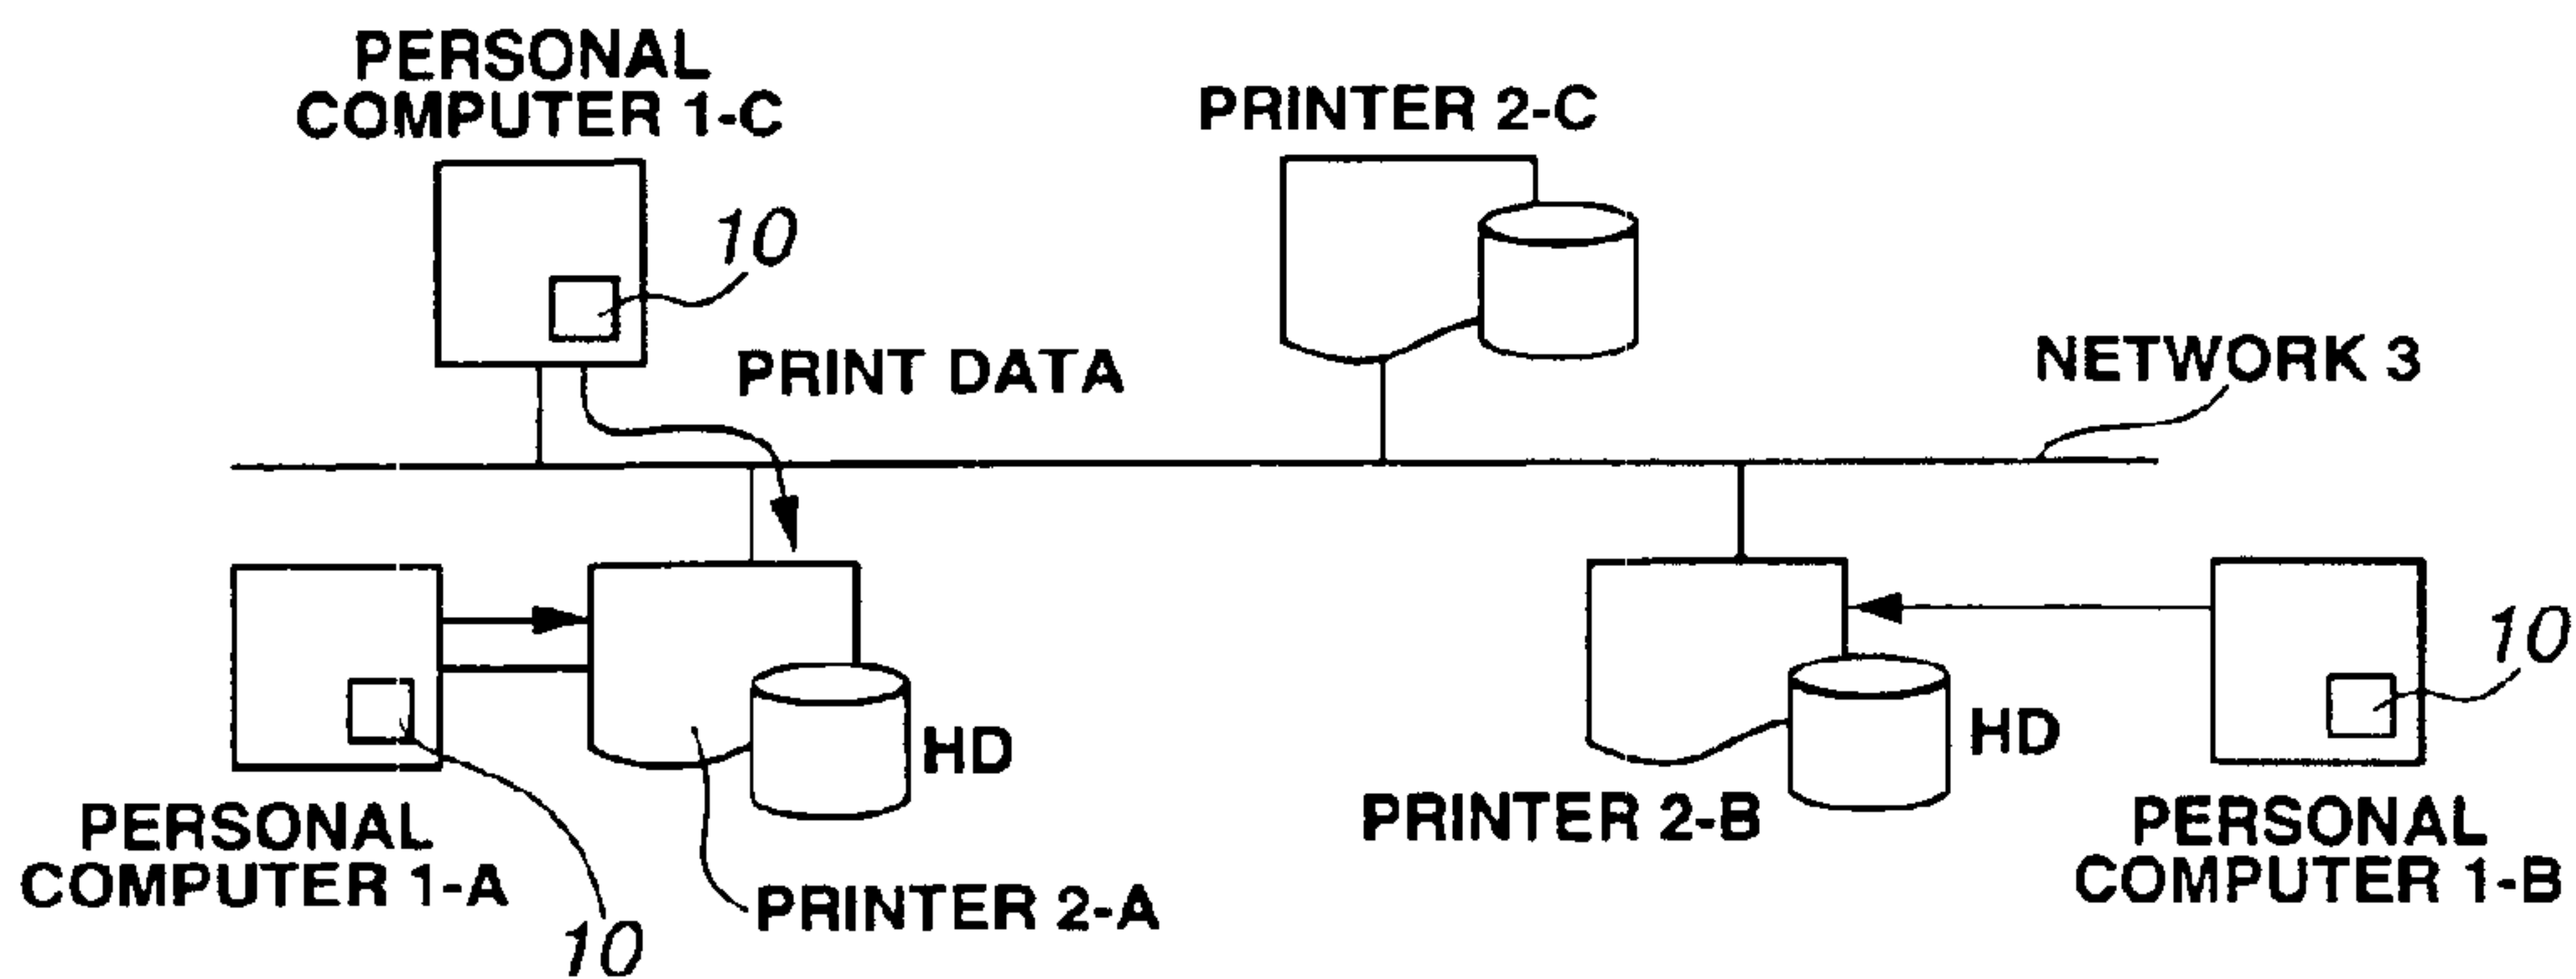 PERSONAL
COMPUTER 1-C
PRINTER 2-C
10
PRINT DATA
NETWORK 3
10
HD
HD
PERSONAL
COMPUTER 1-A
PRINTER 2-B
PERSONAL
COMPUTER 1-B
PRINTER 2-A
10